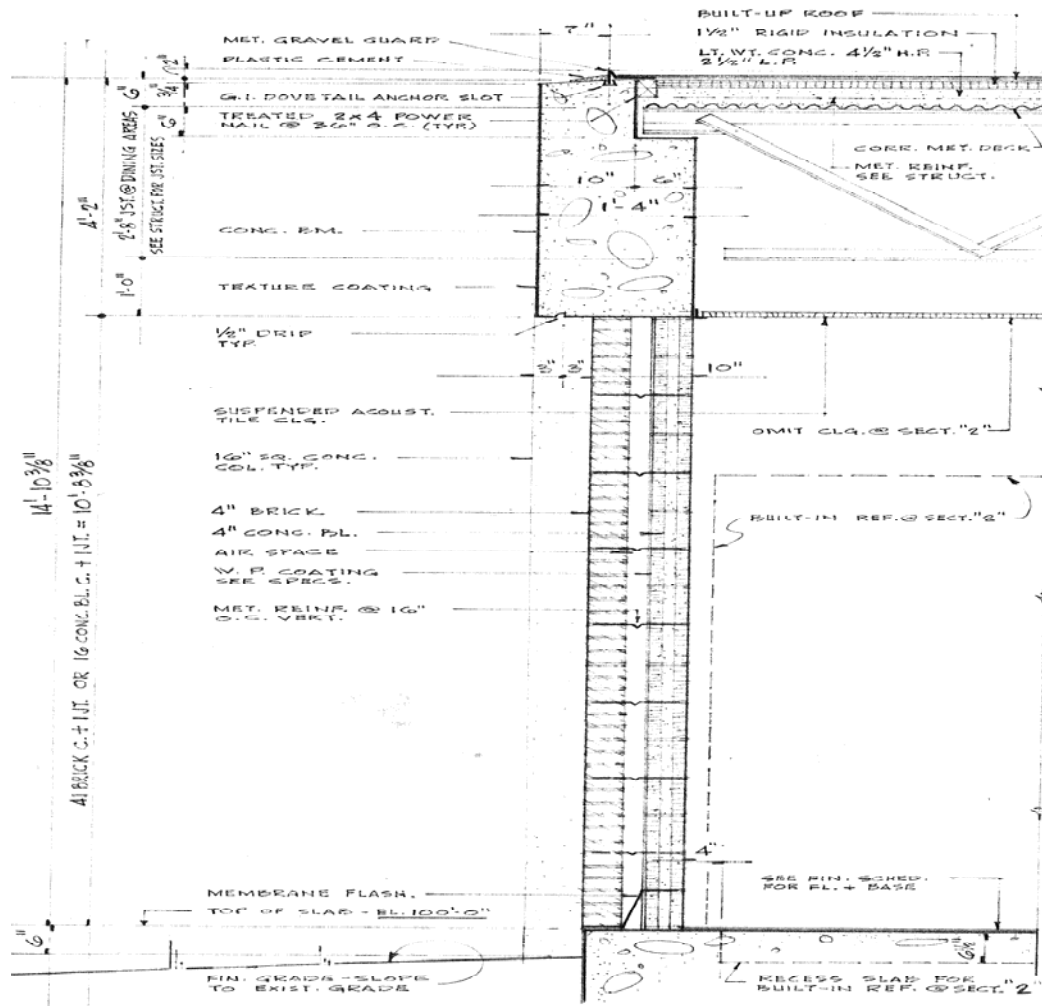 BUILT-UP ROOF
1½" RIGID INSULATION
LT. WT. CONC. 4½" H.P.
2½" L.P.
7"
MET. GRAVEL GUARD
PLASTIC CEMENT
G.I. DOVETAIL ANCHOR SLOT
TREATED 2x4 POWER
NAIL @ 36" O.C. (TYP.)
2"
¾"
6"
6"
CORR. MET. DECK
MET. REINF.
SEE STRUCT.
10"
6"
1'-4"
4'-2"
2'-8" JST. @ DINING AREAS
SEE STRUCT. FOR JST. SIZES
1'-0"
CONC. BM.
TEXTURE COATING
½" DRIP
TYP.
3"
3"
10"
SUSPENDED ACOUST.
TILE CLG.
OMIT CLG. @ SECT. "2"
16" SQ. CONC.
COL. TYP.
4" BRICK
4" CONC. BL.
AIR SPACE
W. P. COATING
SEE SPECS.
MET. REINF. @ 16"
O.C. VERT.
BUILT-IN REF. @ SECT. "2"
14'-10⅜"
41 BRICK C. + 1 JT. OR 16 CONC. BL. C. + 1 JT. = 10'-8⅜"
4"
MEMBRANE FLASH.
TOP OF SLAB - EL. 100'-0"
SEE FIN. SCHED.
FOR FL. + BASE
6"
6½"
FIN. GRADE - SLOPE
TO EXIST. GRADE
RECESS SLAB FOR
BUILT-IN REF. @ SECT. "2"